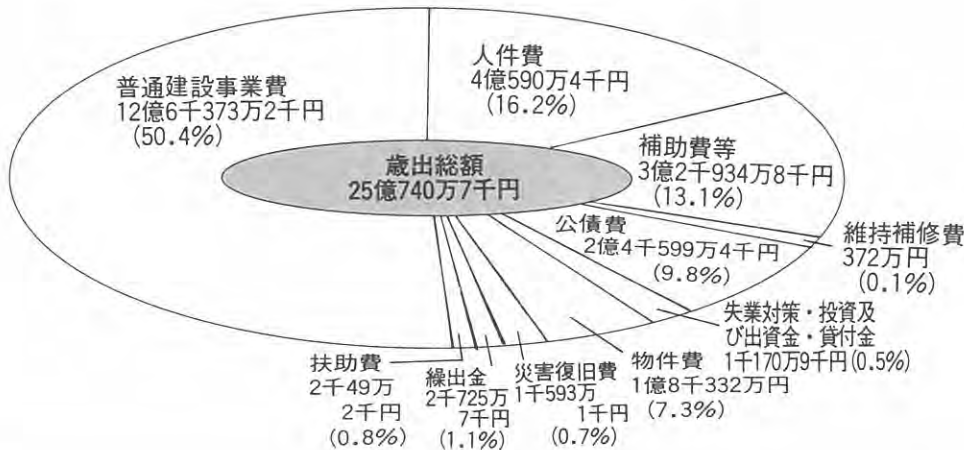 普通建設事業費
12億6千373万2千円
(50.4%)
人件費
4億590万4千円
(16.2%)
歳出総額
25億740万7千円
補助費等
3億2千934万8千円
(13.1%)
公債費
2億4千599万4千円
(9.8%)
維持補修費
372万円
(0.1%)
失業対策・投資及
び出資金・貸付金
1千170万9千円(0.5%)
物件費
1億8千332万円
(7.3%)
災害復旧費
1千593万
1千円
(0.7%)
繰出金
2千725万
7千円
(1.1%)
扶助費
2千49万
2千円
(0.8%)